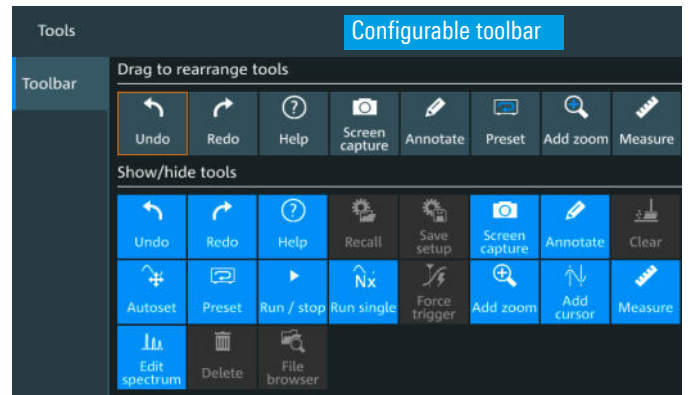 Tools
Configurable toolbar
Toolbar
Drag to rearrange tools
Undo Redo Help Screen capture Annotate Preset Add zoom Measure
Show/hide tools
Undo Redo Help Recall Save setup Screen capture Annotate Clear
Autoset Preset Run / stop Nx Run single Force trigger Add zoom Add cursor Measure
Edit spectrum Delete File browser